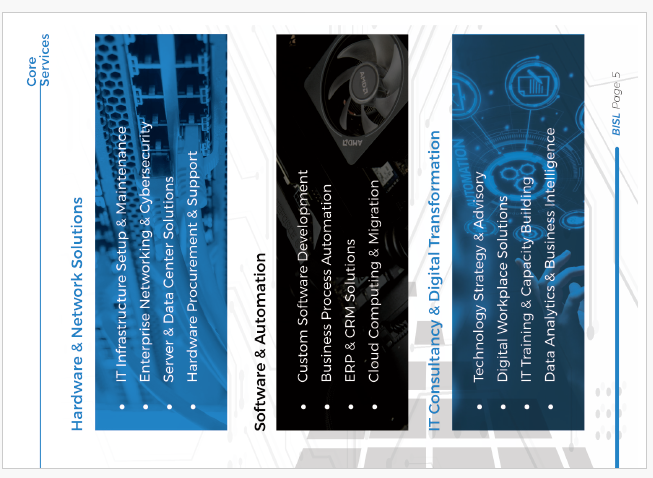 Core
Services
Hardware & Network Solutions
• IT Infrastructure Setup & Maintenance
• Enterprise Networking & Cybersecurity
• Server & Data Center Solutions
• Hardware Procurement & Support
Software & Automation
• Custom Software Development
• Business Process Automation
• ERP & CRM Solutions
• Cloud Computing & Migration
AMD
IT Consultancy & Digital Transformation
• Technology Strategy & Advisory
• Digital Workplace Solutions
• IT Training & Capacity Building
• Data Analytics & Business Intelligence
BISL Page 5